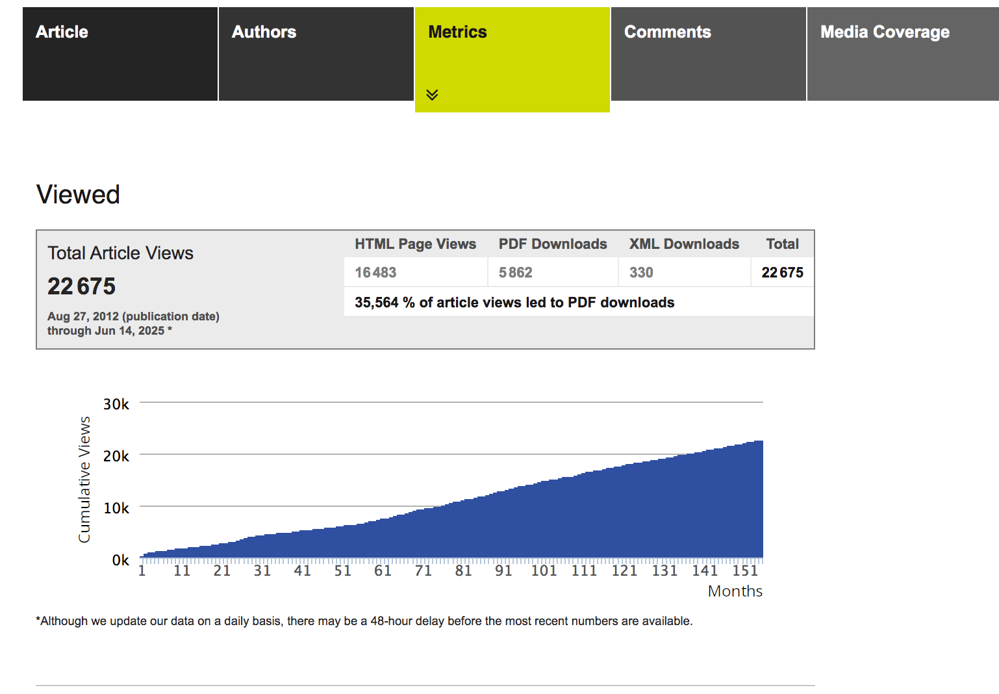 Article
Authors
Metrics
Comments
Media Coverage
Viewed
Total Article Views
22 675
Aug 27, 2012 (publication date)
through Jun 14, 2025 *
HTML Page Views PDF Downloads XML Downloads Total
16 483 5 862 330 22 675
35,564 % of article views led to PDF downloads
Cumulative Views
30k
20k
10k
0k
1 11 21 31 41 51 61 71 81 91 101 111 121 131 141 151
Months
*Although we update our data on a daily basis, there may be a 48-hour delay before the most recent numbers are available.